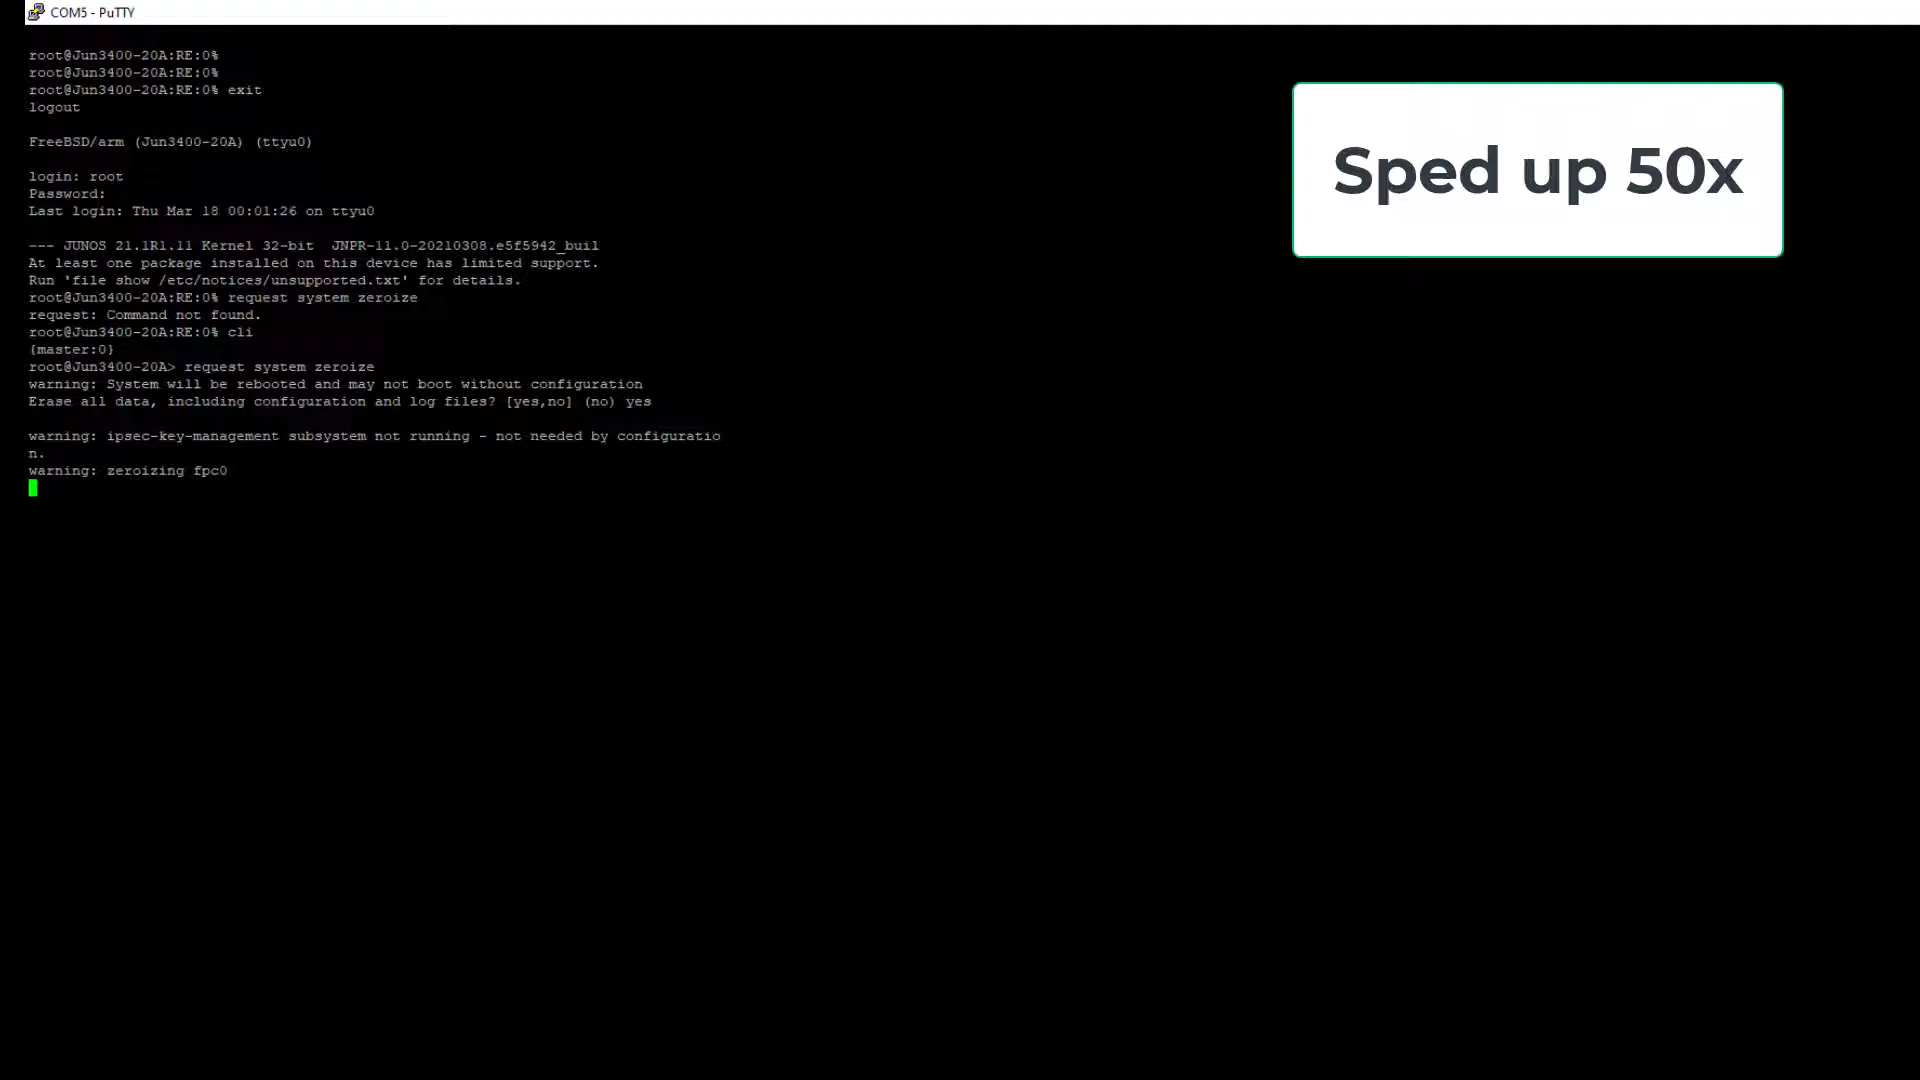 COM5 - PuTTY
root@Jun3400-20A:RE:0%
root@Jun3400-20A:RE:0%
root@Jun3400-20A:RE:0% exit
logout
FreeBSD/arm (Jun3400-20A) (ttyu0)
login: root
Password:
Last login: Thu Mar 18 00:01:26 on ttyu0
--- JUNOS 21.1R1.11 Kernel 32-bit  JNPR-11.0-20210308.e5f5942_buil
At least one package installed on this device has limited support.
Run 'file show /etc/notices/unsupported.txt' for details.
root@Jun3400-20A:RE:0% request system zeroize
request: Command not found.
root@Jun3400-20A:RE:0% cli
{master:0}
root@Jun3400-20A> request system zeroize
warning: System will be rebooted and may not boot without configuration
Erase all data, including configuration and log files? [yes,no] (no) yes
warning: ipsec-key-management subsystem not running - not needed by configuratio
n.
warning: zeroizing fpc0
Sped up 50x